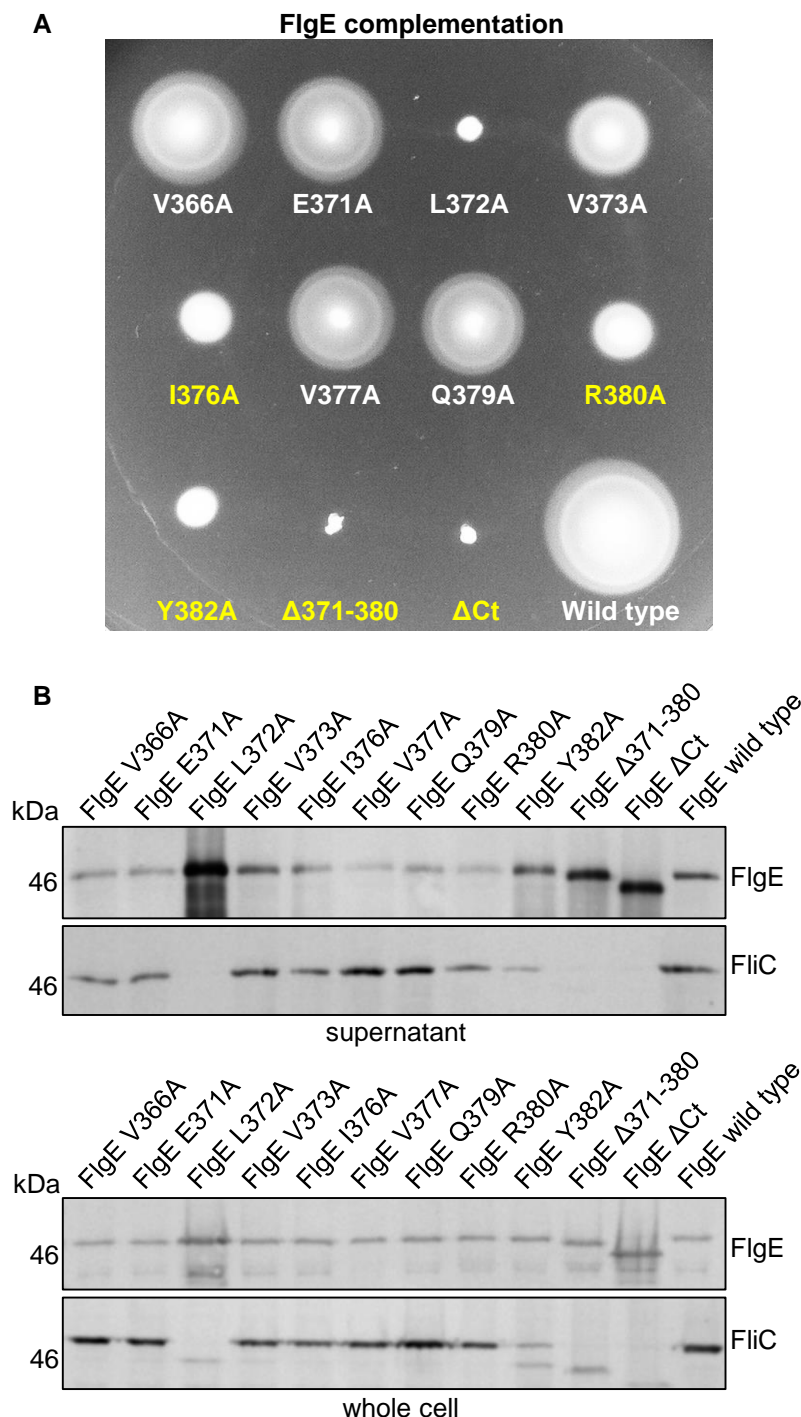 A FlgE complementation
V366A E371A L372A V373A
I376A V377A Q379A R380A
Y382A Δ371-380 ΔCt Wild type
B
FlgE V366A FlgE E371A FlgE L372A FlgE V373A FlgE I376A FlgE V377A FlgE Q379A FlgE R380A FlgE Y382A FlgE Δ371-380 FlgE ΔCt FlgE wild type
kDa
46 FlgE
46 FliC
supernatant
FlgE V366A FlgE E371A FlgE L372A FlgE V373A FlgE I376A FlgE V377A FlgE Q379A FlgE R380A FlgE Y382A FlgE Δ371-380 FlgE ΔCt FlgE wild type
kDa
46 FlgE
46 FliC
whole cell